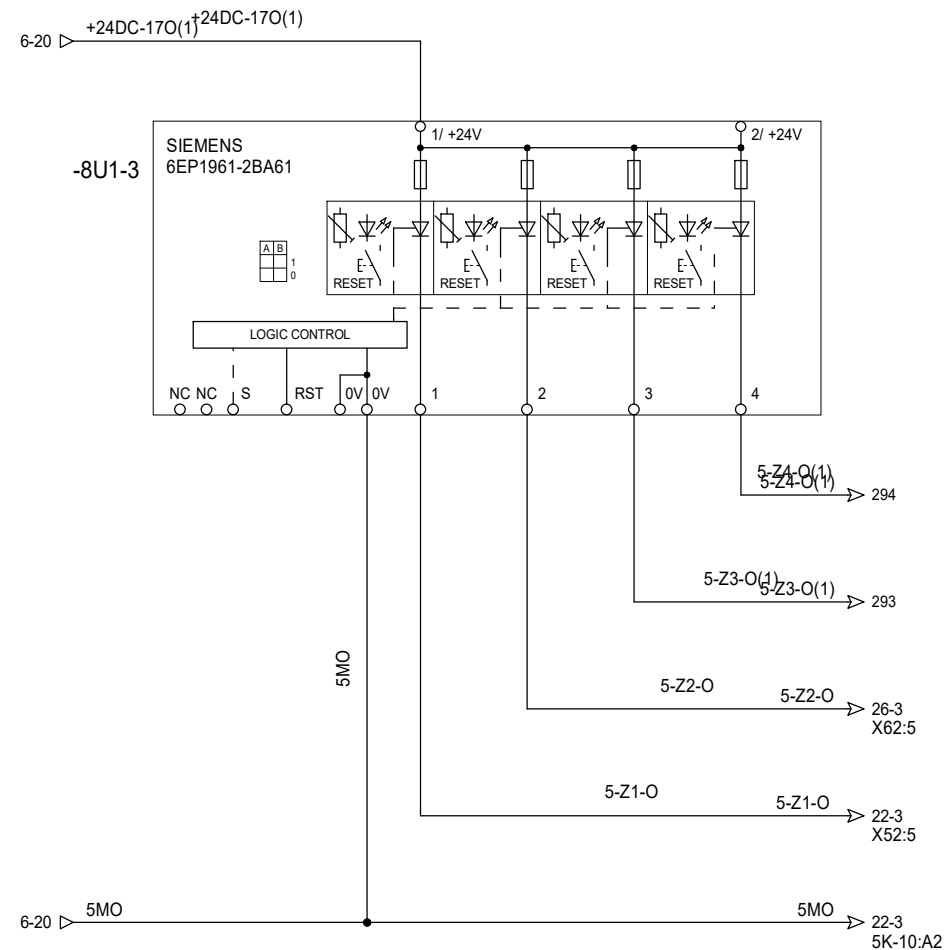 +24DC-17O(1)
+24DC-17O(1)
6-20
1/ +24V
2/ +24V
-8U1-3
SIEMENS
6EP1961-2BA61
A B
1
0
RESET
RESET
RESET
RESET
LOGIC CONTROL
NC NC S RST 0V 0V 1 2 3 4
5-Z4-O(1)
5-Z4-O(1)
294
5-Z3-O(1)
5-Z3-O(1)
293
5MO
5-Z2-O
5-Z2-O
26-3
X62:5
5-Z1-O
5-Z1-O
22-3
X52:5
6-20
5MO
5MO
22-3
5K-10:A2